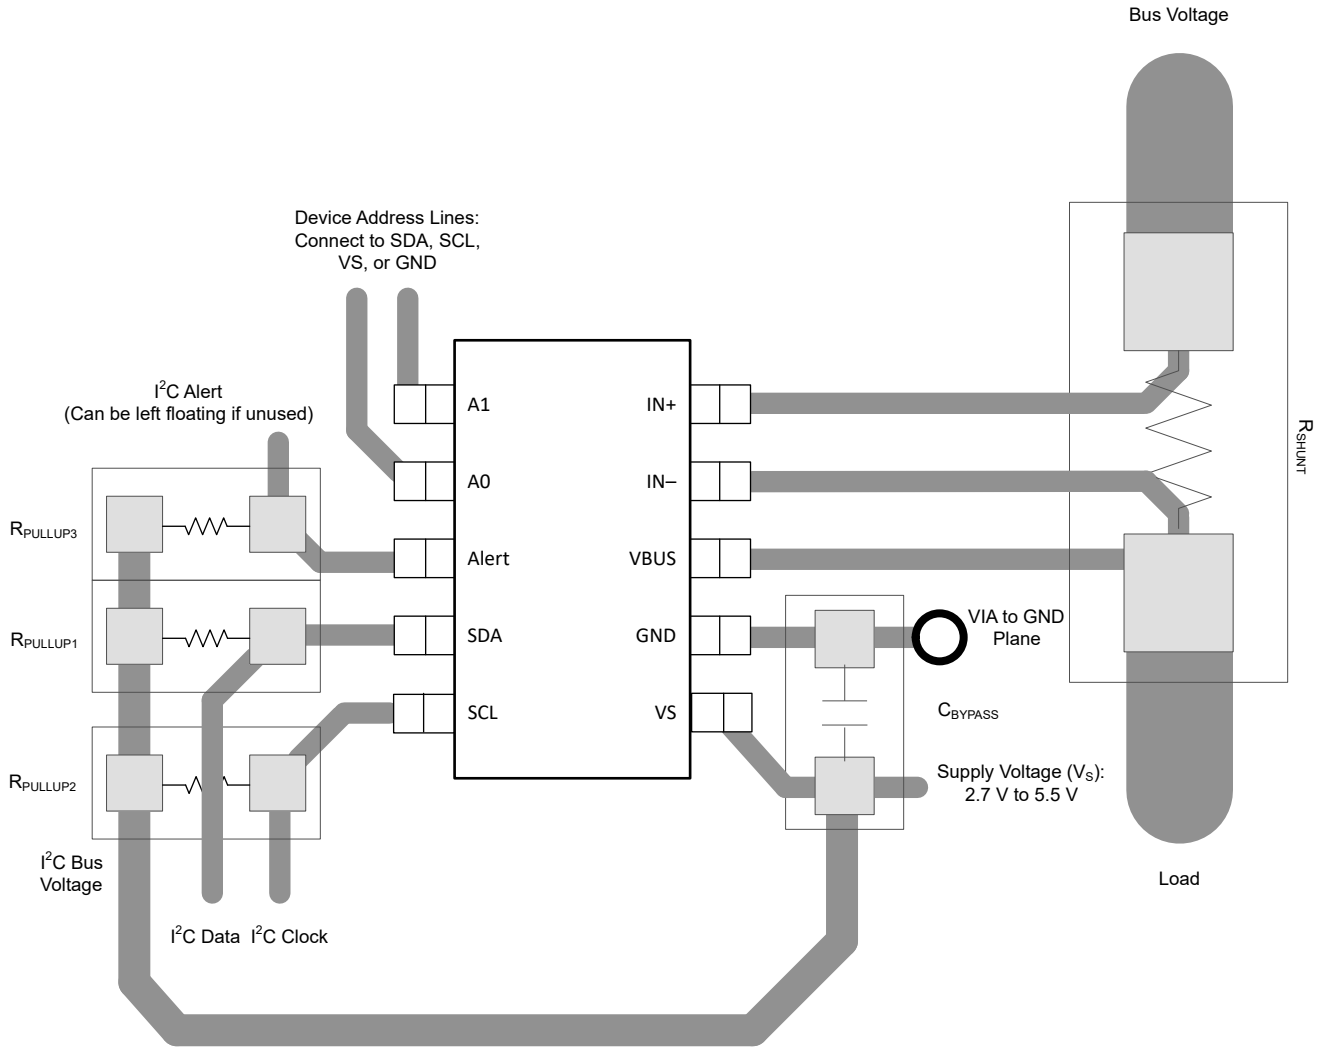 Bus Voltage
Device Address Lines:
Connect to SDA, SCL,
VS, or GND
I²C Alert
(Can be left floating if unused)
A1
IN+
A0
IN–
RSHUNT
RPULLUP3
Alert
VBUS
RPULLUP1
SDA
GND
VIA to GND
Plane
SCL
VS
CBYPASS
RPULLUP2
Supply Voltage (VS):
2.7 V to 5.5 V
I²C Bus
Voltage
Load
I²C Data
I²C Clock